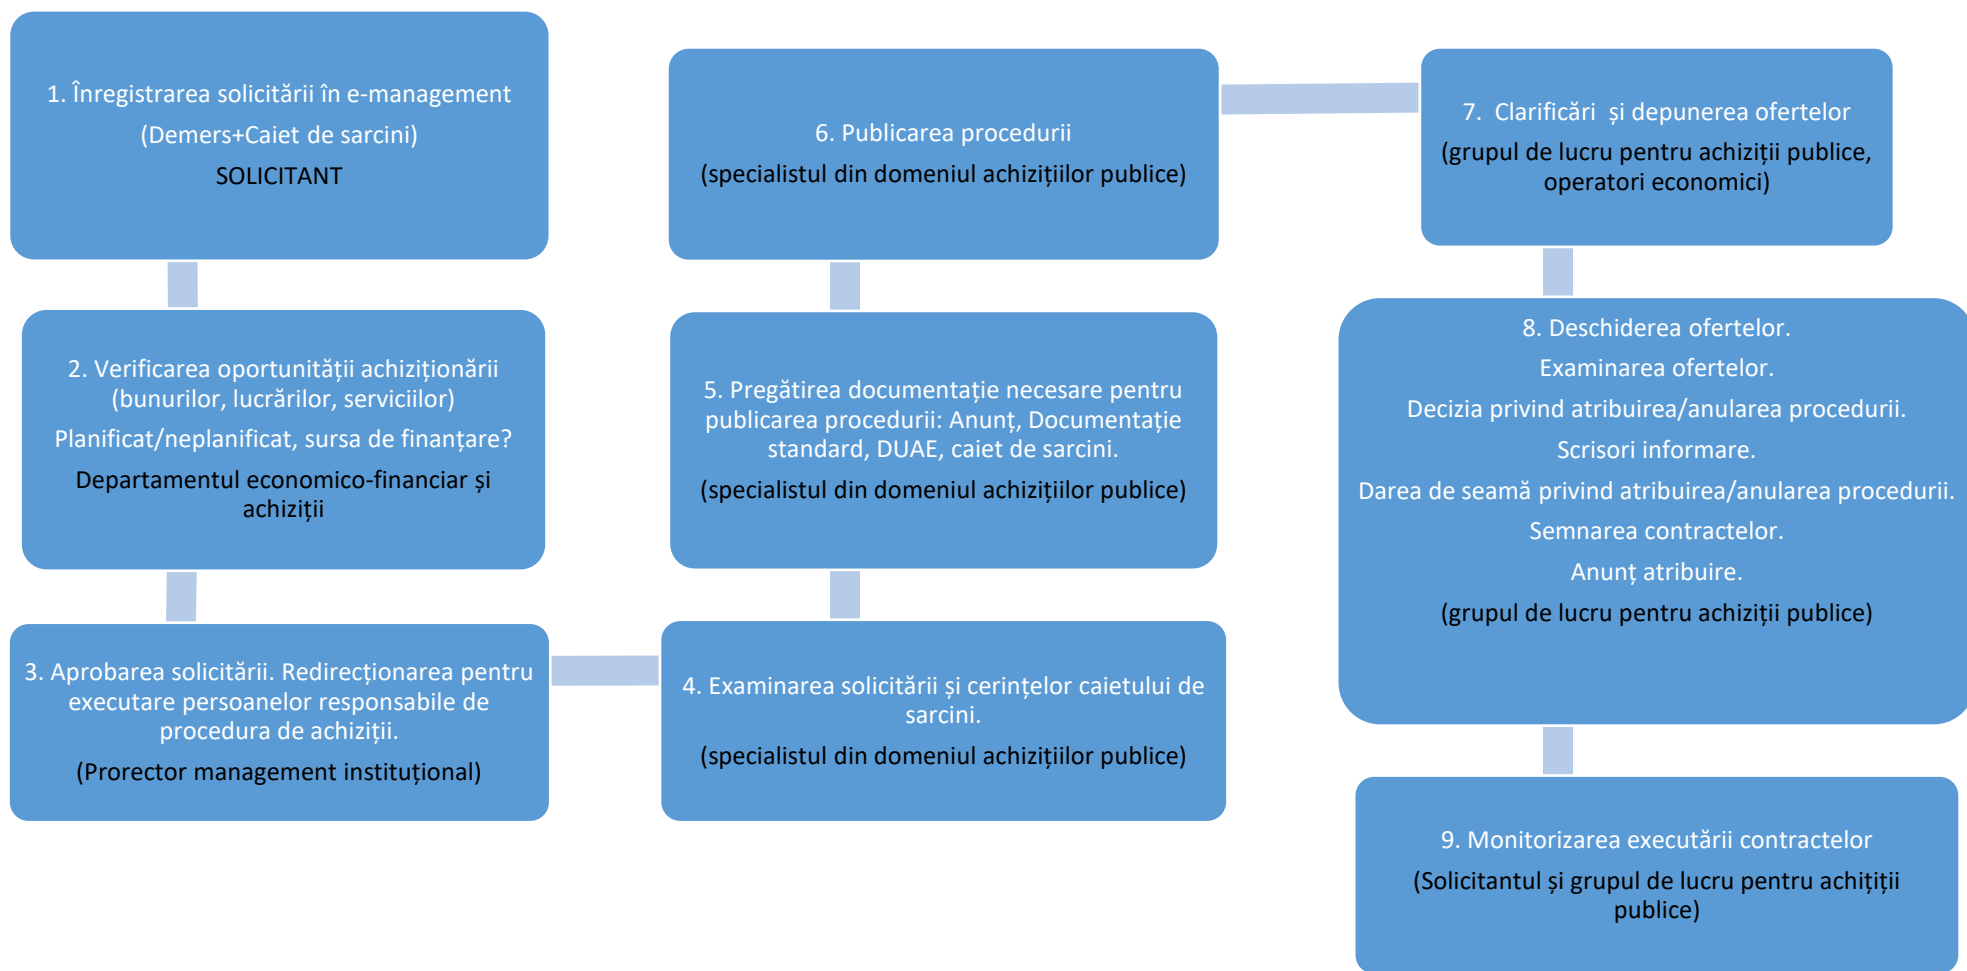 1. Înregistrarea solicitării în e-management
(Demers+Caiet de sarcini)
SOLICITANT
2. Verificarea oportunității achiziționării
(bunurilor, lucrărilor, serviciilor)
Planificat/neplanificat, sursa de finanțare?
Departamentul economico-financiar și
achiziții
3. Aprobarea solicitării. Redirecționarea pentru
executare persoanelor responsabile de
procedura de achiziții.
(Prorector management instituțional)
4. Examinarea solicitării și cerințelor caietului de
sarcini.
(specialistul din domeniul achizițiilor publice)
5. Pregătirea documentație necesare pentru
publicarea procedurii: Anunț, Documentație
standard, DUAE, caiet de sarcini.
(specialistul din domeniul achizițiilor publice)
6. Publicarea procedurii
(specialistul din domeniul achizițiilor publice)
7. Clarificări și depunerea ofertelor
(grupul de lucru pentru achiziții publice,
operatori economici)
8. Deschiderea ofertelor.
Examinarea ofertelor.
Decizia privind atribuirea/anularea procedurii.
Scrisori informare.
Darea de seamă privind atribuirea/anularea procedurii.
Semnarea contractelor.
Anunț atribuire.
(grupul de lucru pentru achiziții publice)
9. Monitorizarea executării contractelor
(Solicitantul și grupul de lucru pentru achițiții
publice)